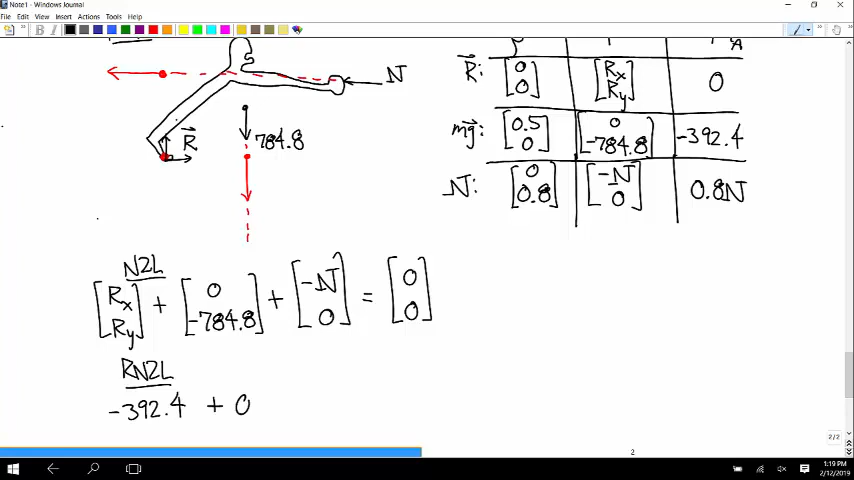 Note1 - Windows Journal
File Edit View Insert Actions Tools Help
N
R
784.8
A
R: [0 0] [Rx Ry] 0
mg: [0.5 0] [0 -784.8] -392.4
N: [0 0.8] [-N 0] 0.8N
N2L
[Rx Ry] + [0 -784.8] + [-N 0] = [0 0]
RN2L
-392.4 + 0
2/2
2
1:19 PM
2/12/2019